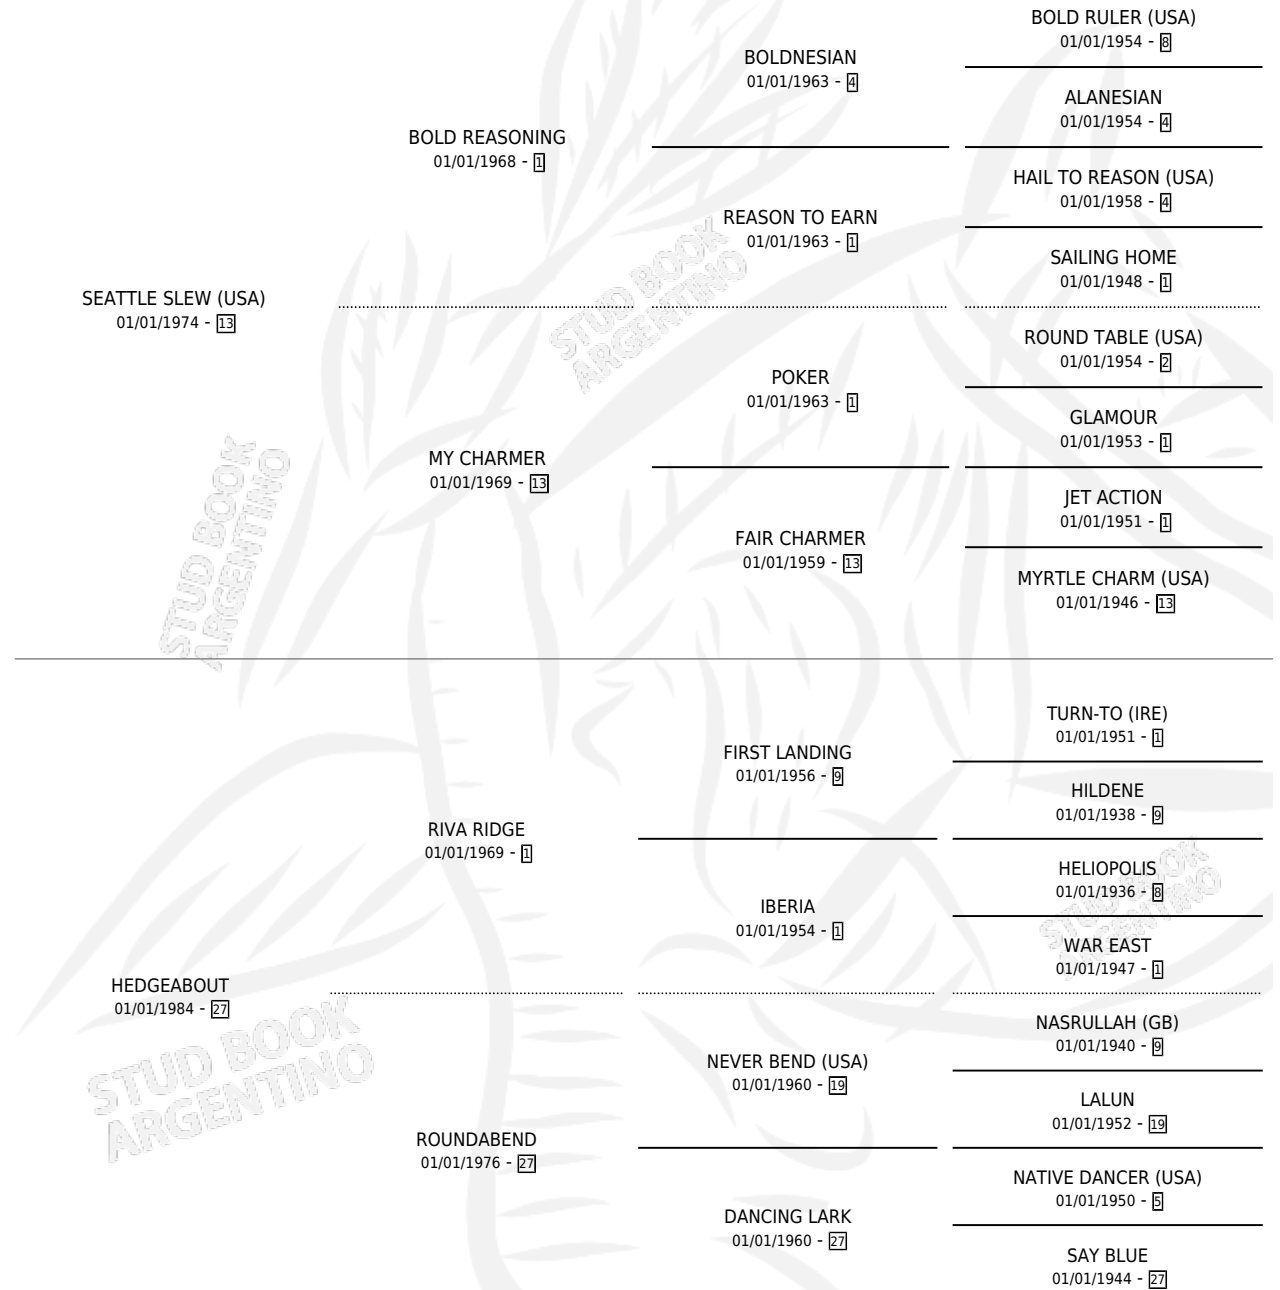 BOLD RULER (USA)
01/01/1954 - 8
BOLDNESIAN
01/01/1963 - 4
ALANESIAN
01/01/1954 - 4
BOLD REASONING
01/01/1968 - 1
HAIL TO REASON (USA)
01/01/1958 - 4
REASON TO EARN
01/01/1963 - 1
SAILING HOME
01/01/1948 - 1
SEATTLE SLEW (USA)
01/01/1974 - 13
STUD BOOK
ARGENTINO
ROUND TABLE (USA)
01/01/1954 - 2
POKER
01/01/1963 - 1
GLAMOUR
01/01/1953 - 1
MY CHARMER
01/01/1969 - 13
JET ACTION
01/01/1951 - 1
FAIR CHARMER
01/01/1959 - 13
MYRTLE CHARM (USA)
01/01/1946 - 13
STUD BOOK
ARGENTINO
TURN-TO (IRE)
01/01/1951 - 1
FIRST LANDING
01/01/1956 - 9
HILDENE
01/01/1938 - 9
RIVA RIDGE
01/01/1969 - 1
HELIOPOLIS
01/01/1936 - 8
IBERIA
01/01/1954 - 1
STUD BOOK
ARGENTINO
WAR EAST
01/01/1947 - 1
HEDGEABOUT
01/01/1984 - 27
STUD BOOK
ARGENTINO
NASRULLAH (GB)
01/01/1940 - 9
NEVER BEND (USA)
01/01/1960 - 19
LALUN
01/01/1952 - 19
ROUNDABEND
01/01/1976 - 27
NATIVE DANCER (USA)
01/01/1950 - 5
DANCING LARK
01/01/1960 - 27
SAY BLUE
01/01/1944 - 27